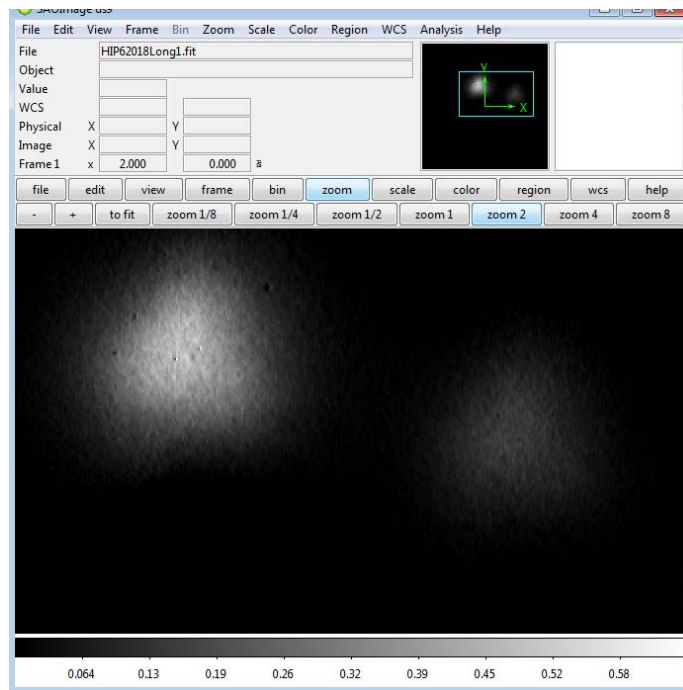 SAOImage ds9
File Edit View Frame Bin Zoom Scale Color Region WCS Analysis Help
File HIP62018Long1.fit
Object
Value
WCS
Physical X Y
Image X Y
Frame 1 x 2.000 0.000 ã
Y
X
file edit view frame bin zoom scale color region wcs help
- + to fit zoom 1/8 zoom 1/4 zoom 1/2 zoom 1 zoom 2 zoom 4 zoom 8
0.064 0.13 0.19 0.26 0.32 0.39 0.45 0.52 0.58